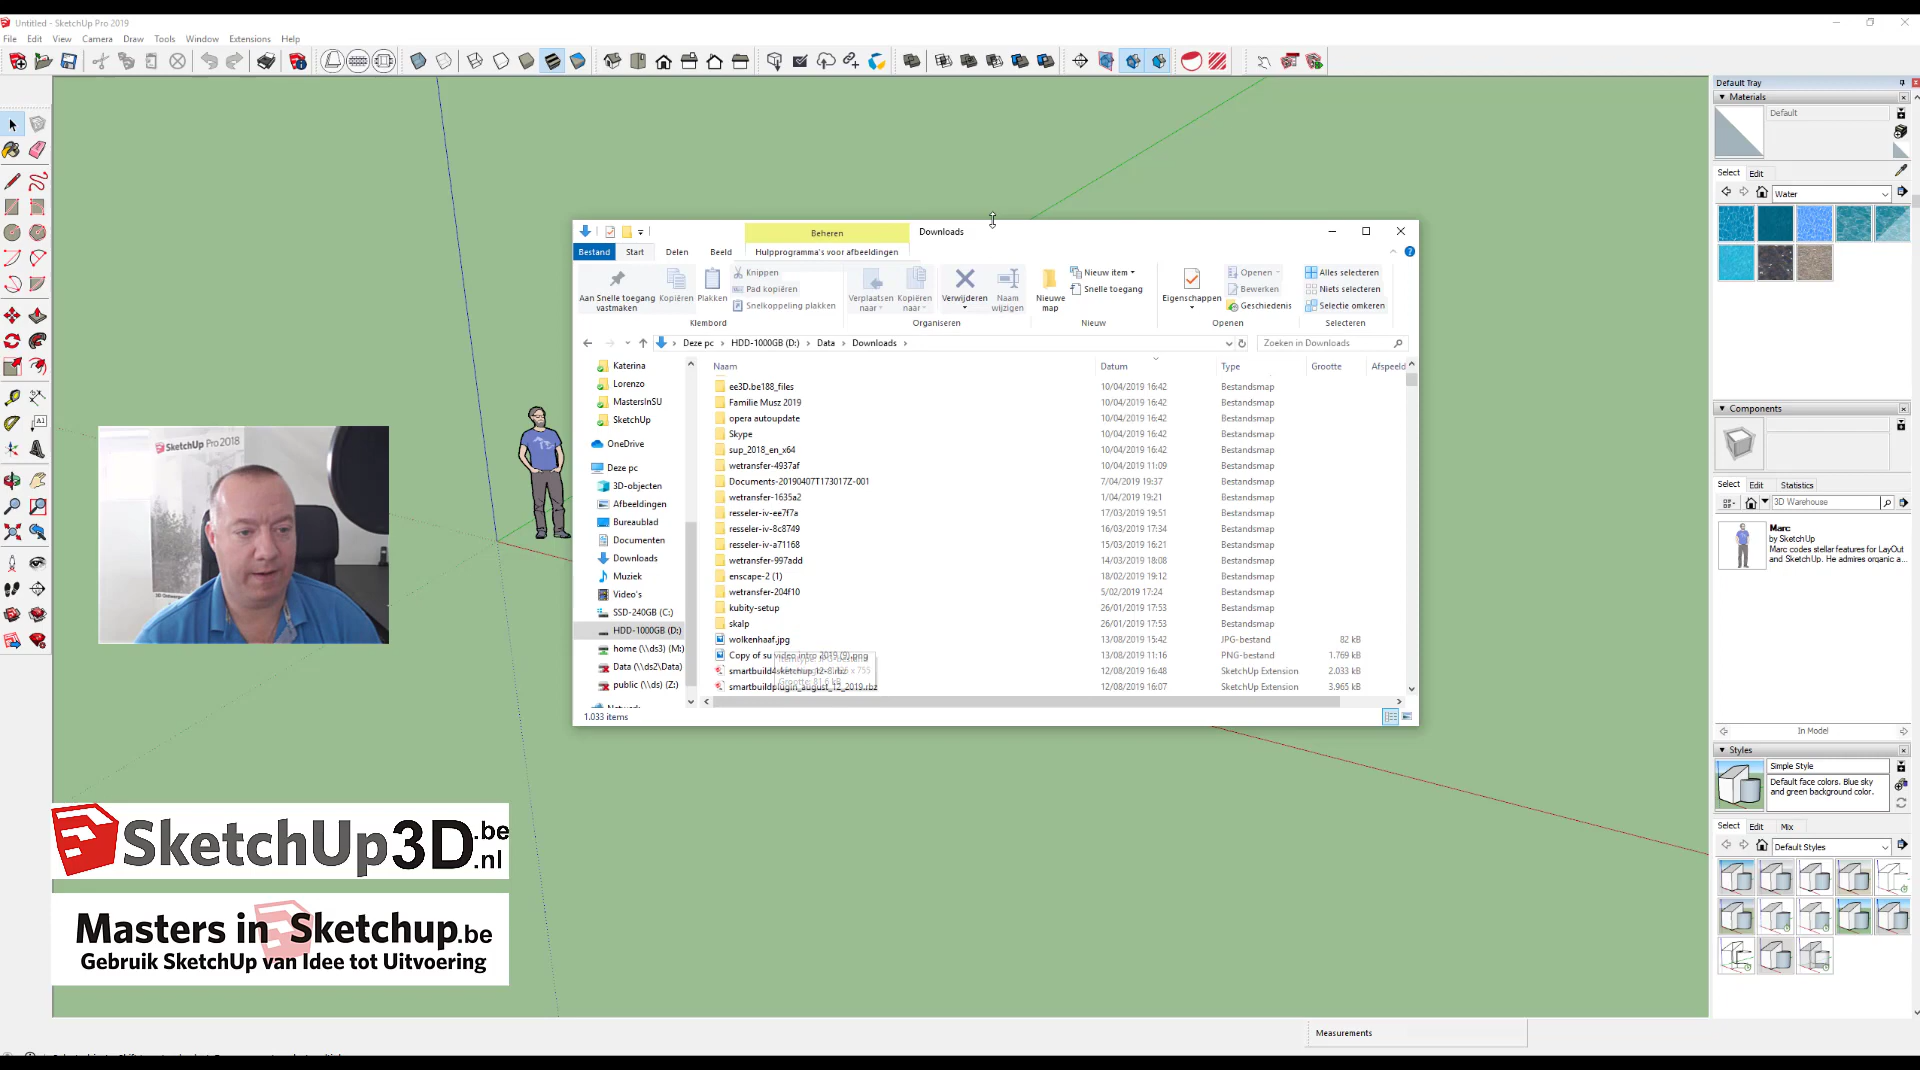 Untitled - SketchUp Pro 2019
File Edit View Camera Draw Tools Window Extensions Help
Default Tray
Materials
Default
Select Edit
Water
Components
Select Edit Statistics
3D Warehouse
Marc
by SketchUp
Marc codes stellar features for LayOut
and SketchUp. He admires organic a...
In Model
Styles
Simple Style
Default face colors. Blue sky
and green background color.
Select Edit Mix
Default Styles
Beheren Downloads
Bestand Start Delen Beeld Hulpprogramma's voor afbeeldingen
Aan Snelle toegang
vastmaken
Kopiëren
Plakken
Knippen
Pad kopiëren
Snelkoppeling plakken
Klembord
Verplaatsen
naar
Kopiëren
naar
Verwijderen
Naam
wijzigen
Organiseren
Nieuwe
map
Nieuw item
Snelle toegang
Nieuw
Eigenschappen
Openen
Bewerken
Geschiedenis
Openen
Alles selecteren
Niets selecteren
Selectie omkeren
Selecteren
Deze pc > HDD-1000GB (D:) > Data > Downloads >
Zoeken in Downloads
Katerina
Lorenzo
MastersInSU
SketchUp
OneDrive
Deze pc
3D-objecten
Afbeeldingen
Bureaublad
Documenten
Downloads
Muziek
Video's
SSD-240GB (C:)
HDD-1000GB (D:)
home (\\ds3) (M:)
Data (\\ds2\Data)
public (\\ds) (Z:)
Naam Datum Type Grootte Afspeel
ee3D.be188_files 10/04/2019 16:42 Bestandsmap
Familie Musz 2019 10/04/2019 16:42 Bestandsmap
opera autoupdate 10/04/2019 16:42 Bestandsmap
Skype 10/04/2019 16:42 Bestandsmap
sup_2018_en_x64 10/04/2019 16:42 Bestandsmap
wetransfer-4937af 10/04/2019 11:09 Bestandsmap
Documents-20190407T173017Z-001 7/04/2019 19:37 Bestandsmap
wetransfer-1635a2 1/04/2019 19:21 Bestandsmap
resseler-iv-ee7f7a 17/03/2019 19:51 Bestandsmap
resseler-iv-8c8749 16/03/2019 17:34 Bestandsmap
resseler-iv-a71168 15/03/2019 16:21 Bestandsmap
wetransfer-997add 14/03/2019 18:08 Bestandsmap
enscape-2 (1) 18/02/2019 19:12 Bestandsmap
wetransfer-204f10 5/02/2019 17:24 Bestandsmap
kubity-setup 26/01/2019 17:53 Bestandsmap
skalp 26/01/2019 17:53 Bestandsmap
wolkenhaaf.jpg 13/08/2019 15:42 JPG-bestand 82 kB
Copy of su video intro 2019 (9).png 13/08/2019 11:16 PNG-bestand 1.769 kB
smartbuild4sketchup_12-8.rbz 12/08/2019 16:48 SketchUp Extension 2.033 kB
smartbuildplugin_august_12_2019.rbz 12/08/2019 16:07 SketchUp Extension 3.965 kB
1.033 items
SketchUp Pro 2018
SketchUp3D.be
.nl
Masters in Sketchup.be
Gebruik SketchUp van Idee tot Uitvoering
Measurements